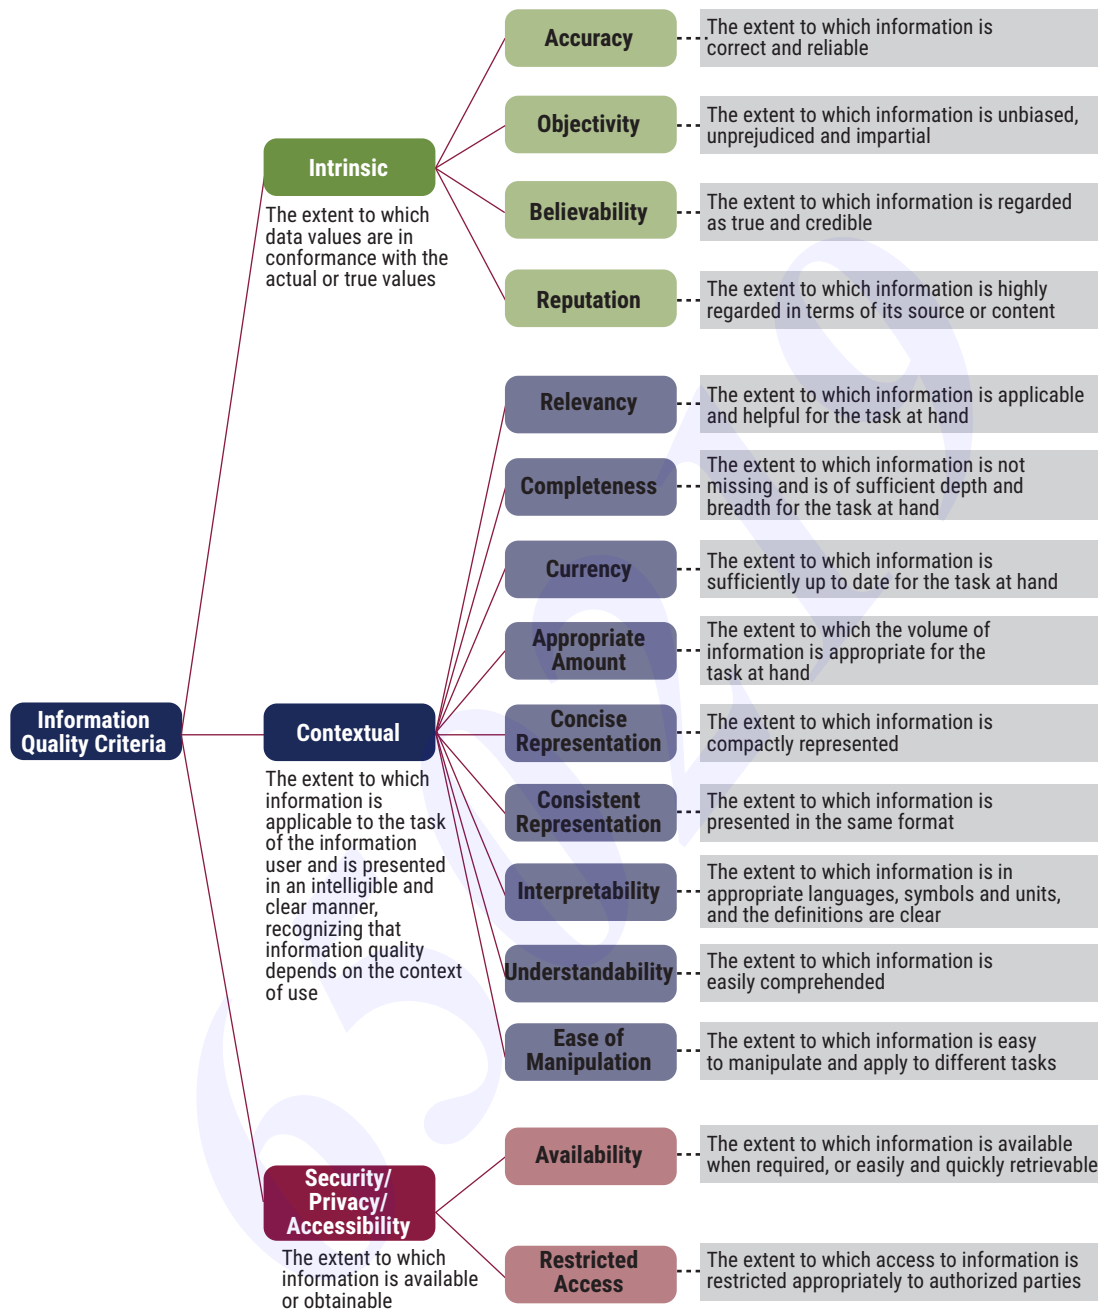 Information
Quality Criteria
Intrinsic
The extent to which
data values are in
conformance with the
actual or true values
Accuracy
The extent to which information is
correct and reliable
Objectivity
The extent to which information is unbiased,
unprejudiced and impartial
Believability
The extent to which information is regarded
as true and credible
Reputation
The extent to which information is highly
regarded in terms of its source or content
Contextual
The extent to which
information is
applicable to the task
of the information
user and is presented
in an intelligible and
clear manner,
recognizing that
information quality
depends on the context
of use
Relevancy
The extent to which information is applicable
and helpful for the task at hand
Completeness
The extent to which information is not
missing and is of sufficient depth and
breadth for the task at hand
Currency
The extent to which information is
sufficiently up to date for the task at hand
Appropriate
Amount
The extent to which the volume of
information is appropriate for the
task at hand
Concise
Representation
The extent to which information is
compactly represented
Consistent
Representation
The extent to which information is
presented in the same format
Interpretability
The extent to which information is in
appropriate languages, symbols and units,
and the definitions are clear
Understandability
The extent to which information is
easily comprehended
Ease of
Manipulation
The extent to which information is easy
to manipulate and apply to different tasks
Security/
Privacy/
Accessibility
The extent to which
information is available
or obtainable
Availability
The extent to which information is available
when required, or easily and quickly retrievable
Restricted
Access
The extent to which access to information is
restricted appropriately to authorized parties
650219